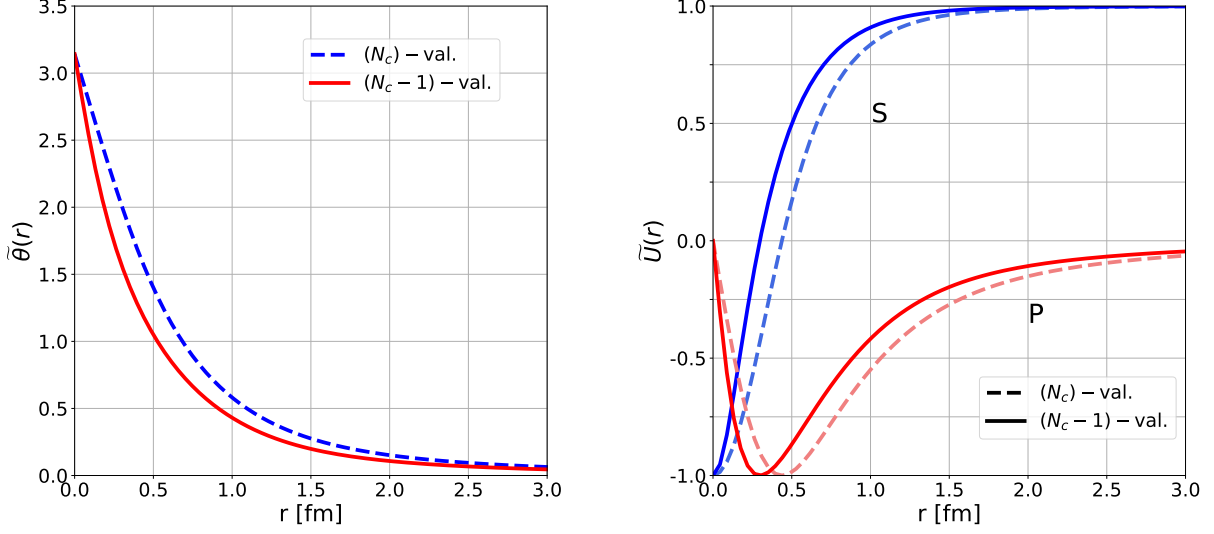 3.5
3.0
2.5
2.0
1.5
1.0
0.5
0.0
θ̃(r)
0.0 0.5 1.0 1.5 2.0 2.5 3.0
r [fm]
(N_c) − val.
(N_c − 1) − val.
1.0
0.5
0.0
-0.5
-1.0
Ũ(r)
S
P
(N_c) − val.
(N_c − 1) − val.
0.0 0.5 1.0 1.5 2.0 2.5 3.0
r [fm]